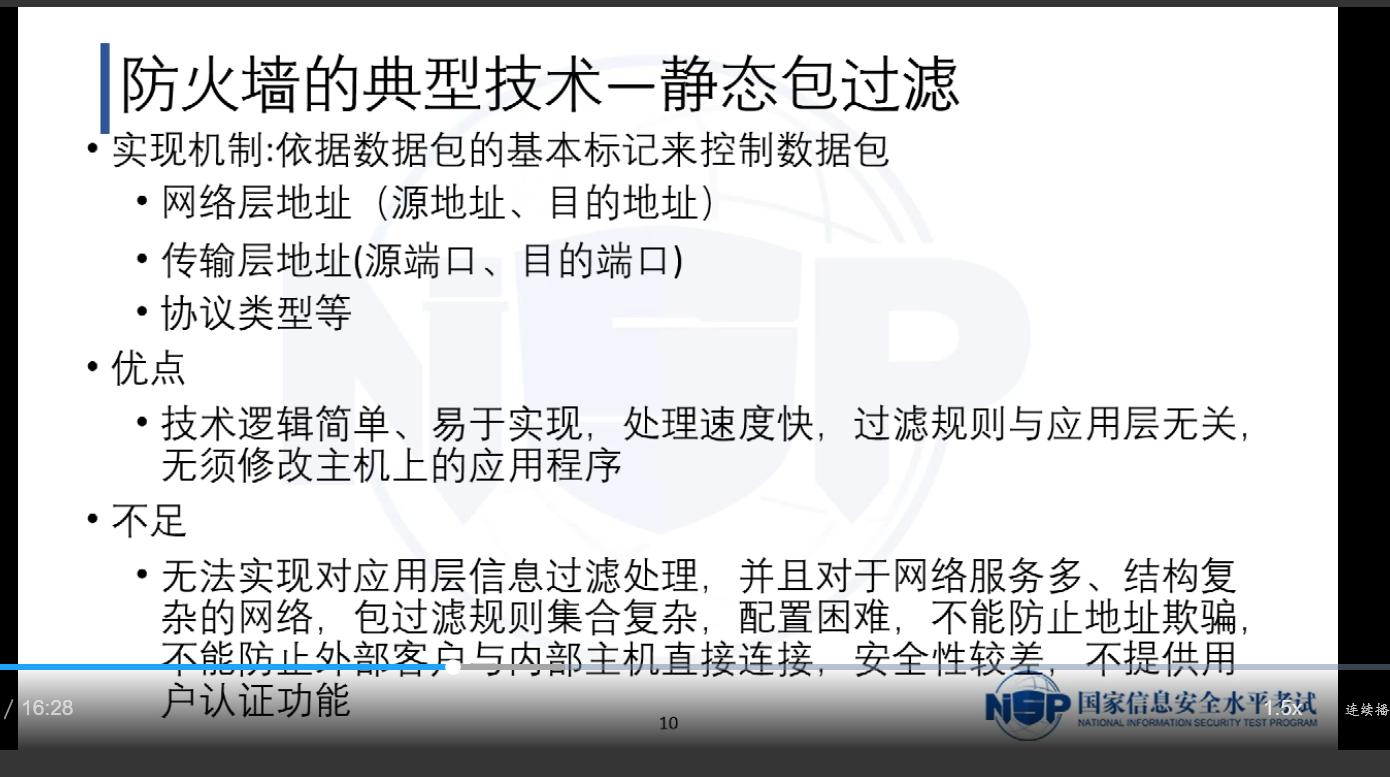 防火墙的典型技术—静态包过滤
• 实现机制:依据数据包的基本标记来控制数据包
• 网络层地址（源地址、目的地址）
• 传输层地址(源端口、目的端口)
• 协议类型等
• 优点
• 技术逻辑简单、易于实现，处理速度快，过滤规则与应用层无关，
无须修改主机上的应用程序
• 不足
• 无法实现对应用层信息过滤处理，并且对于网络服务多、结构复
杂的网络，包过滤规则集合复杂，配置困难，不能防止地址欺骗，
不能防止外部客户与内部主机直接连接，安全性较差，不提供用
户认证功能
/ 16:28
10
NISP 国家信息安全水平考试
NATIONAL INFORMATION SECURITY TEST PROGRAM
1.5x
连续播